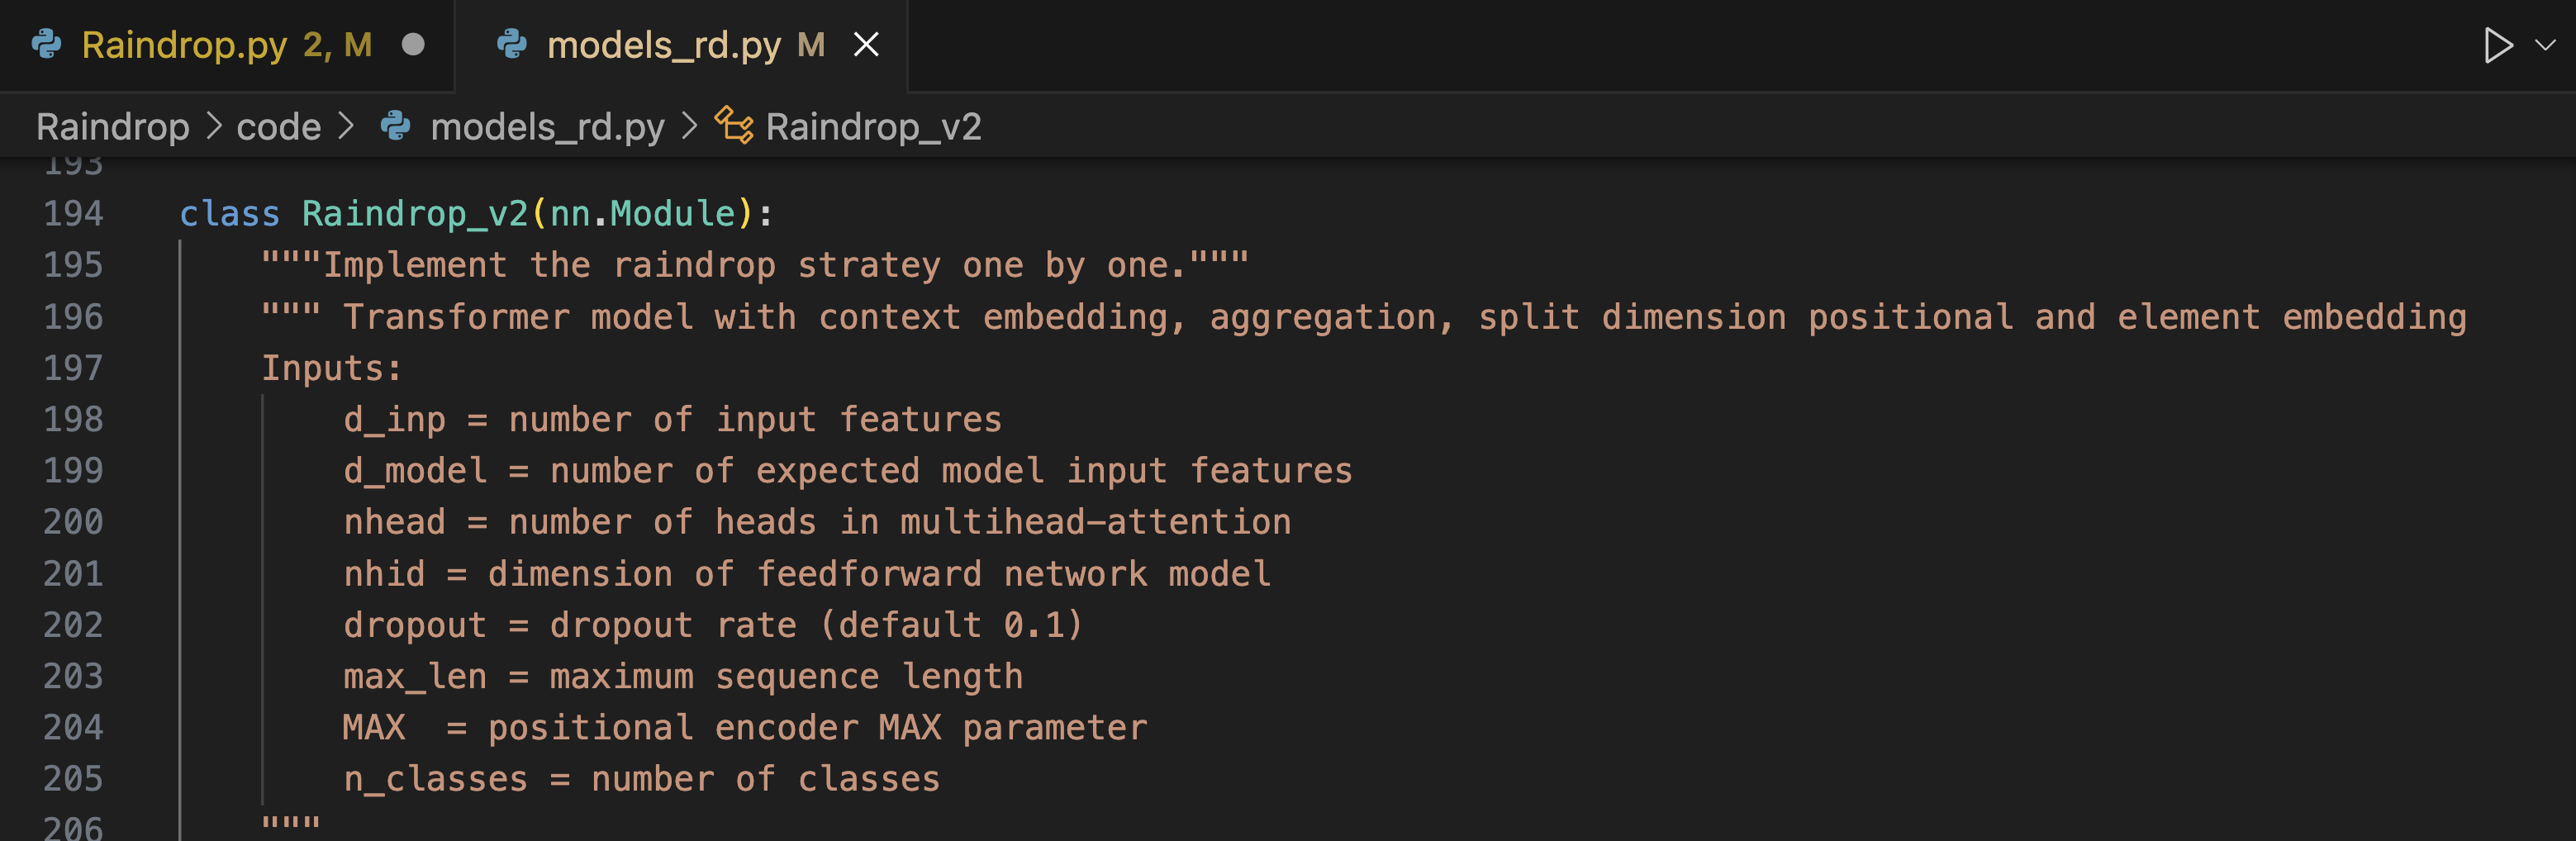 Raindrop.py 2, M
models_rd.py M
Raindrop > code > models_rd.py > Raindrop_v2
193
194 class Raindrop_v2(nn.Module):
195 """Implement the raindrop stratey one by one."""
196 """ Transformer model with context embedding, aggregation, split dimension positional and element embedding
197 Inputs:
198 d_inp = number of input features
199 d_model = number of expected model input features
200 nhead = number of heads in multihead-attention
201 nhid = dimension of feedforward network model
202 dropout = dropout rate (default 0.1)
203 max_len = maximum sequence length
204 MAX  = positional encoder MAX parameter
205 n_classes = number of classes
206 """